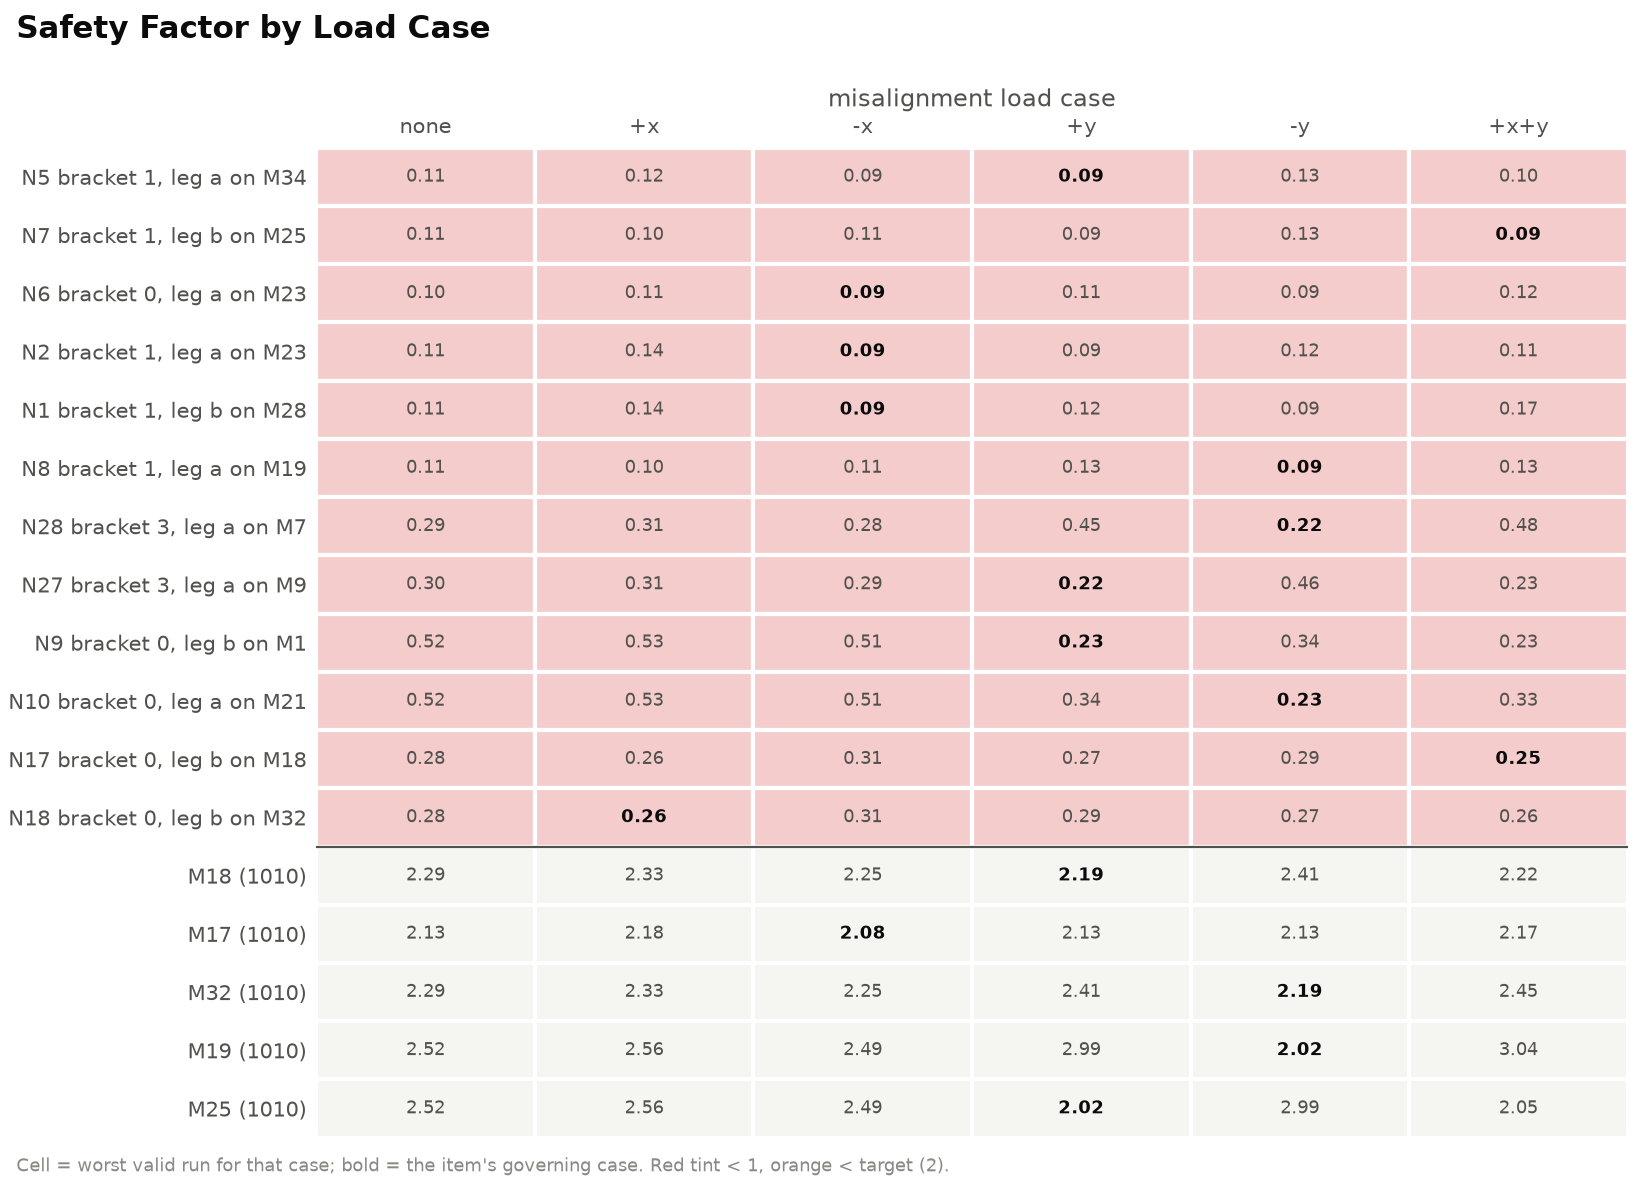 Safety Factor by Load Case
misalignment load case
none +x -x +y -y +x+y
N5 bracket 1, leg a on M34 0.11 0.12 0.09 0.09 0.13 0.10
N7 bracket 1, leg b on M25 0.11 0.10 0.11 0.09 0.13 0.09
N6 bracket 0, leg a on M23 0.10 0.11 0.09 0.11 0.09 0.12
N2 bracket 1, leg a on M23 0.11 0.14 0.09 0.09 0.12 0.11
N1 bracket 1, leg b on M28 0.11 0.14 0.09 0.12 0.09 0.17
N8 bracket 1, leg a on M19 0.11 0.10 0.11 0.13 0.09 0.13
N28 bracket 3, leg a on M7 0.29 0.31 0.28 0.45 0.22 0.48
N27 bracket 3, leg a on M9 0.30 0.31 0.29 0.22 0.46 0.23
N9 bracket 0, leg b on M1 0.52 0.53 0.51 0.23 0.34 0.23
N10 bracket 0, leg a on M21 0.52 0.53 0.51 0.34 0.23 0.33
N17 bracket 0, leg b on M18 0.28 0.26 0.31 0.27 0.29 0.25
N18 bracket 0, leg b on M32 0.28 0.26 0.31 0.29 0.27 0.26
M18 (1010) 2.29 2.33 2.25 2.19 2.41 2.22
M17 (1010) 2.13 2.18 2.08 2.13 2.13 2.17
M32 (1010) 2.29 2.33 2.25 2.41 2.19 2.45
M19 (1010) 2.52 2.56 2.49 2.99 2.02 3.04
M25 (1010) 2.52 2.56 2.49 2.02 2.99 2.05
Cell = worst valid run for that case; bold = the item's governing case. Red tint < 1, orange < target (2).